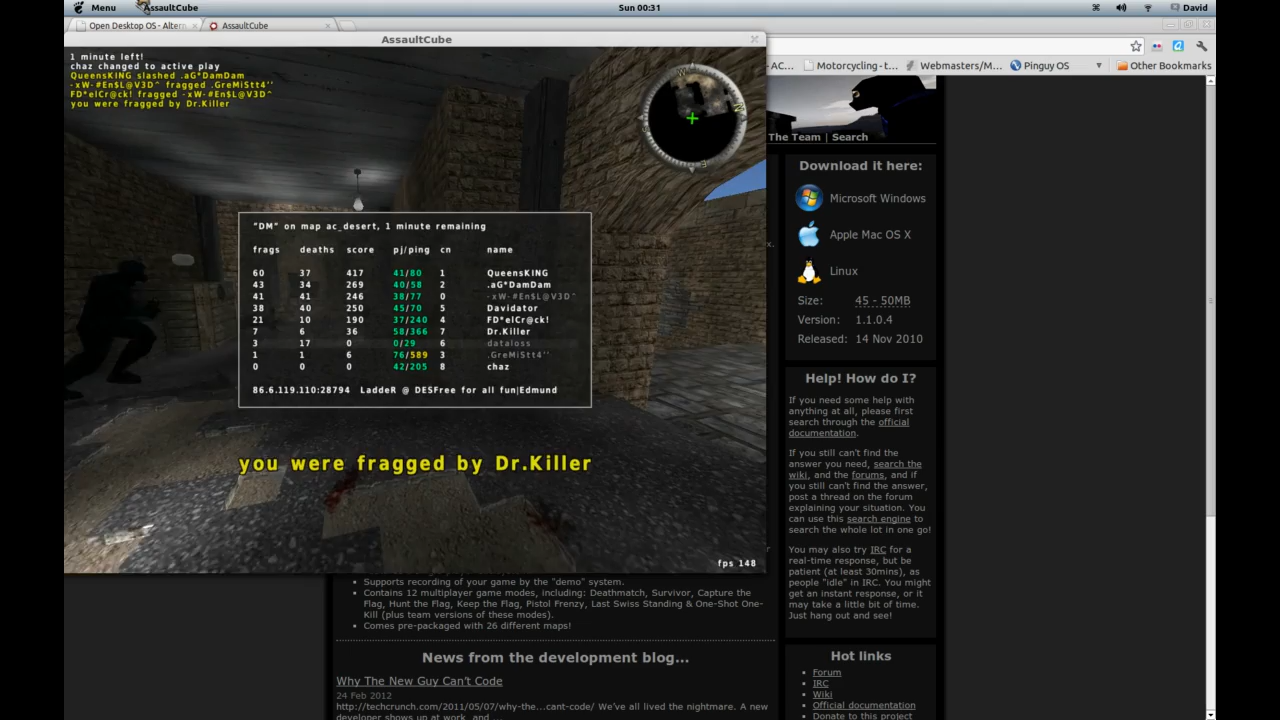 Menu AssaultCube Sun 00:31 David
Open Desktop OS - Altern AssaultCube
AssaultCube
AC... Motorcycling - t... Webmasters/M... Pinguy OS Other Bookmarks
1 minute left!
chaz changed to active play
QueensKING slashed .aG*DamDam
-xW-#En$L@V3D^ fragged .GreMiStt4''
FD*elCr@ck! fragged -xW-#En$L@V3D^
you were fragged by Dr.Killer
"DM" on map ac_desert, 1 minute remaining
frags deaths score pj/ping cn name
60 37 417 41/80 1 QueensKING
43 34 269 40/58 2 .aG*DamDam
41 41 246 38/77 0 -xW-#En$L@V3D^
38 40 250 45/70 5 Davidator
21 10 190 37/240 4 FD*elCr@ck!
7 6 36 58/366 7 Dr.Killer
3 17 0 0/29 6 dataloss
1 1 6 76/589 3 .GreMiStt4''
0 0 0 42/205 8 chaz
86.6.119.110:28794 LaddeR @ DESFree for all fun|Edmund
you were fragged by Dr.Killer
fps 148
The Team | Search
Download it here:
Microsoft Windows
Apple Mac OS X
Linux
Size: 45 - 50MB
Version: 1.1.0.4
Released: 14 Nov 2010
Help! How do I?
If you need some help with
anything at all, please first
search through the official
documentation.
If you still can't find the
answer you need, search the
wiki, and the forums, and if
you still can't find the answer,
post a thread on the forum
explaining your situation. You
can use this search engine to
search the whole lot in one go!
You may also try IRC for a
real-time response, but be
patient (at least 30mins), as
people "idle" in IRC. You might
get an instant response, or it
may take a little bit of time.
Just hang out and see!
Hot links
Forum
IRC
Wiki
Official documentation
Donate to this project
Supports recording of your game by the "demo" system.
Contains 12 multiplayer game modes, including: Deathmatch, Survivor, Capture the
Flag, Hunt the Flag, Keep the Flag, Pistol Frenzy, Last Swiss Standing & One-Shot One-
Kill (plus team versions of these modes).
Comes pre-packaged with 26 different maps!
News from the development blog...
Why The New Guy Can't Code
24 Feb 2012
http://techcrunch.com/2011/05/07/why-the...cant-code/ We've all lived the nightmare. A new
developer shows up at work, and ...